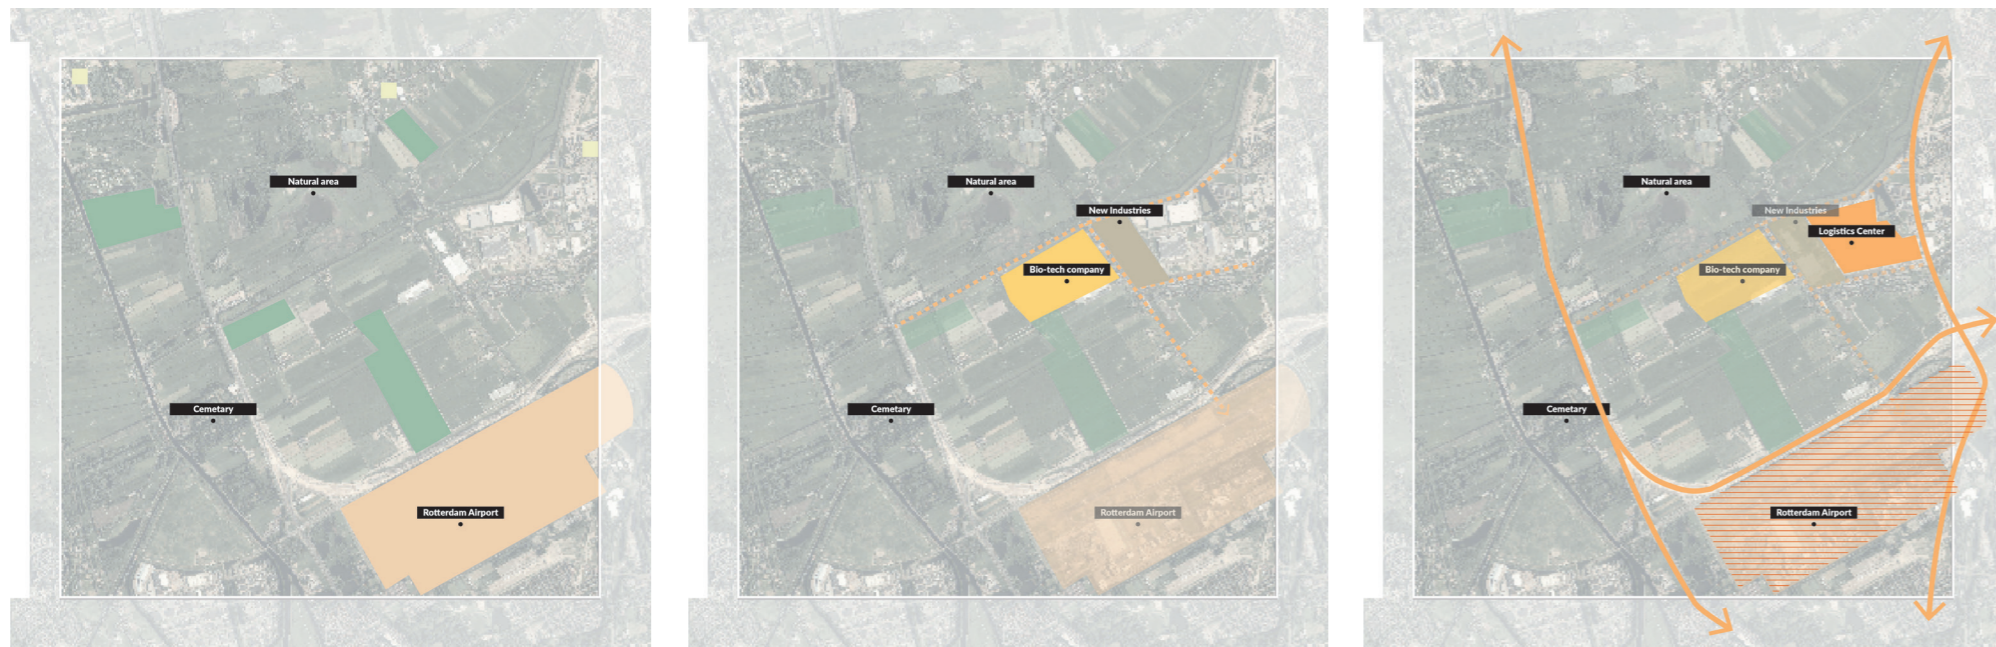 Natural area
Cemetary
Rotterdam Airport
Natural area
New Industries
Bio-tech company
Cemetary
Rotterdam Airport
Natural area
New Industries
Logistics Center
Bio-tech company
Cemetary
Rotterdam Airport